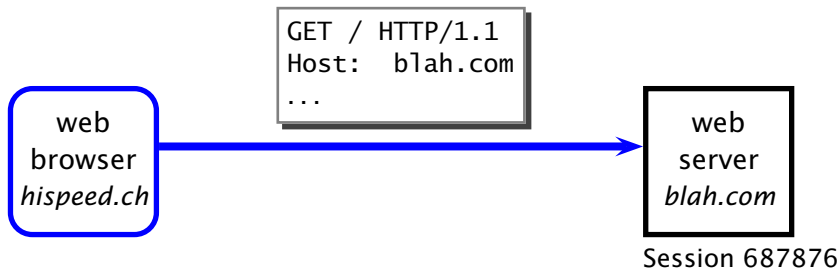 GET / HTTP/1.1
Host:  blah.com
...
web
browser
hispeed.ch
web
server
blah.com
Session 687876